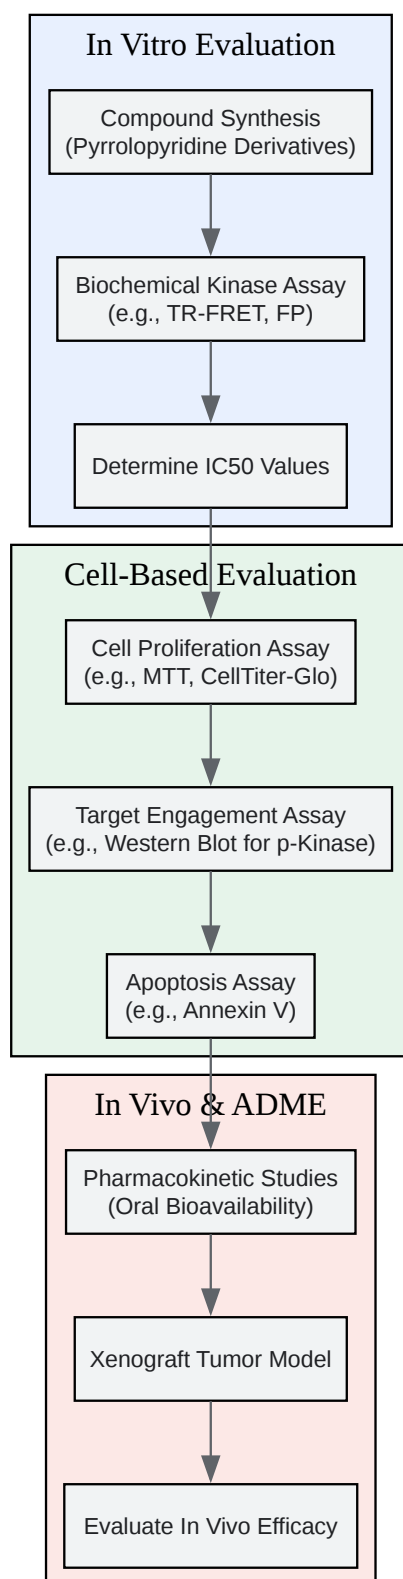 In Vitro Evaluation
Compound Synthesis
(Pyrrolopyridine Derivatives)
Biochemical Kinase Assay
(e.g., TR-FRET, FP)
Determine IC50 Values
Cell-Based Evaluation
Cell Proliferation Assay
(e.g., MTT, CellTiter-Glo)
Target Engagement Assay
(e.g., Western Blot for p-Kinase)
Apoptosis Assay
(e.g., Annexin V)
In Vivo & ADME
Pharmacokinetic Studies
(Oral Bioavailability)
Xenograft Tumor Model
Evaluate In Vivo Efficacy